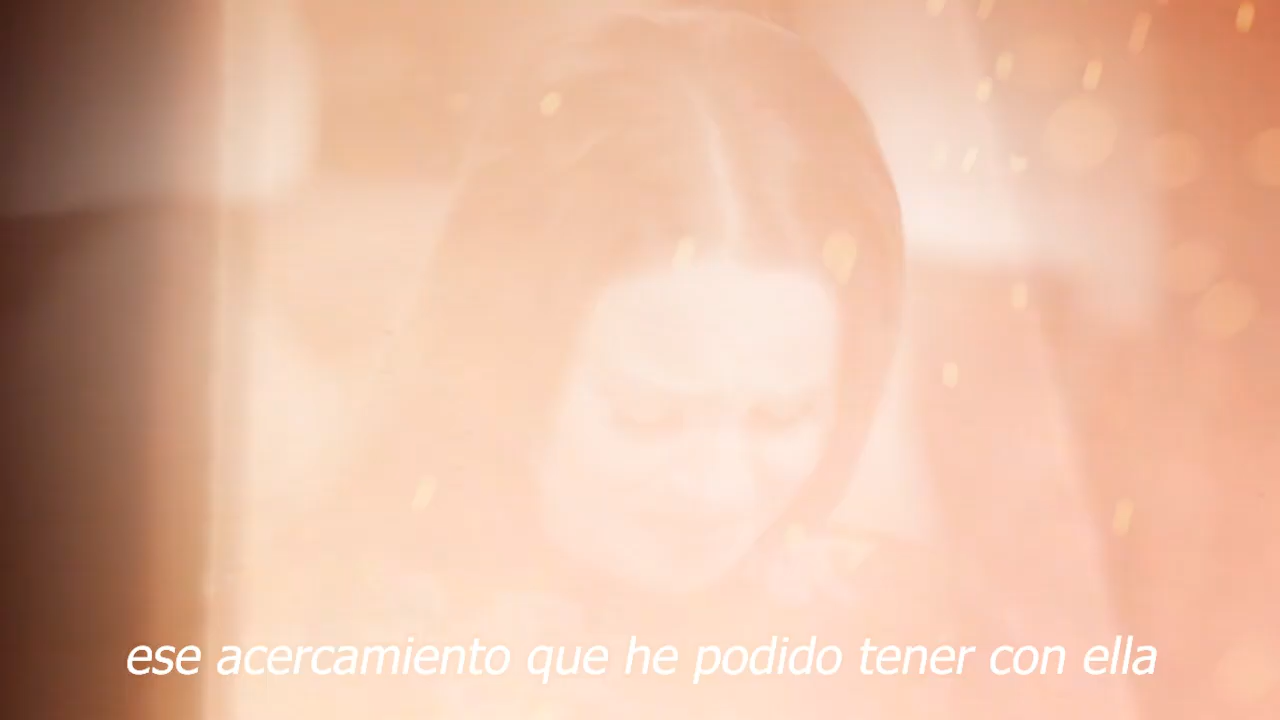 ese acercamiento que he podido tener con ella